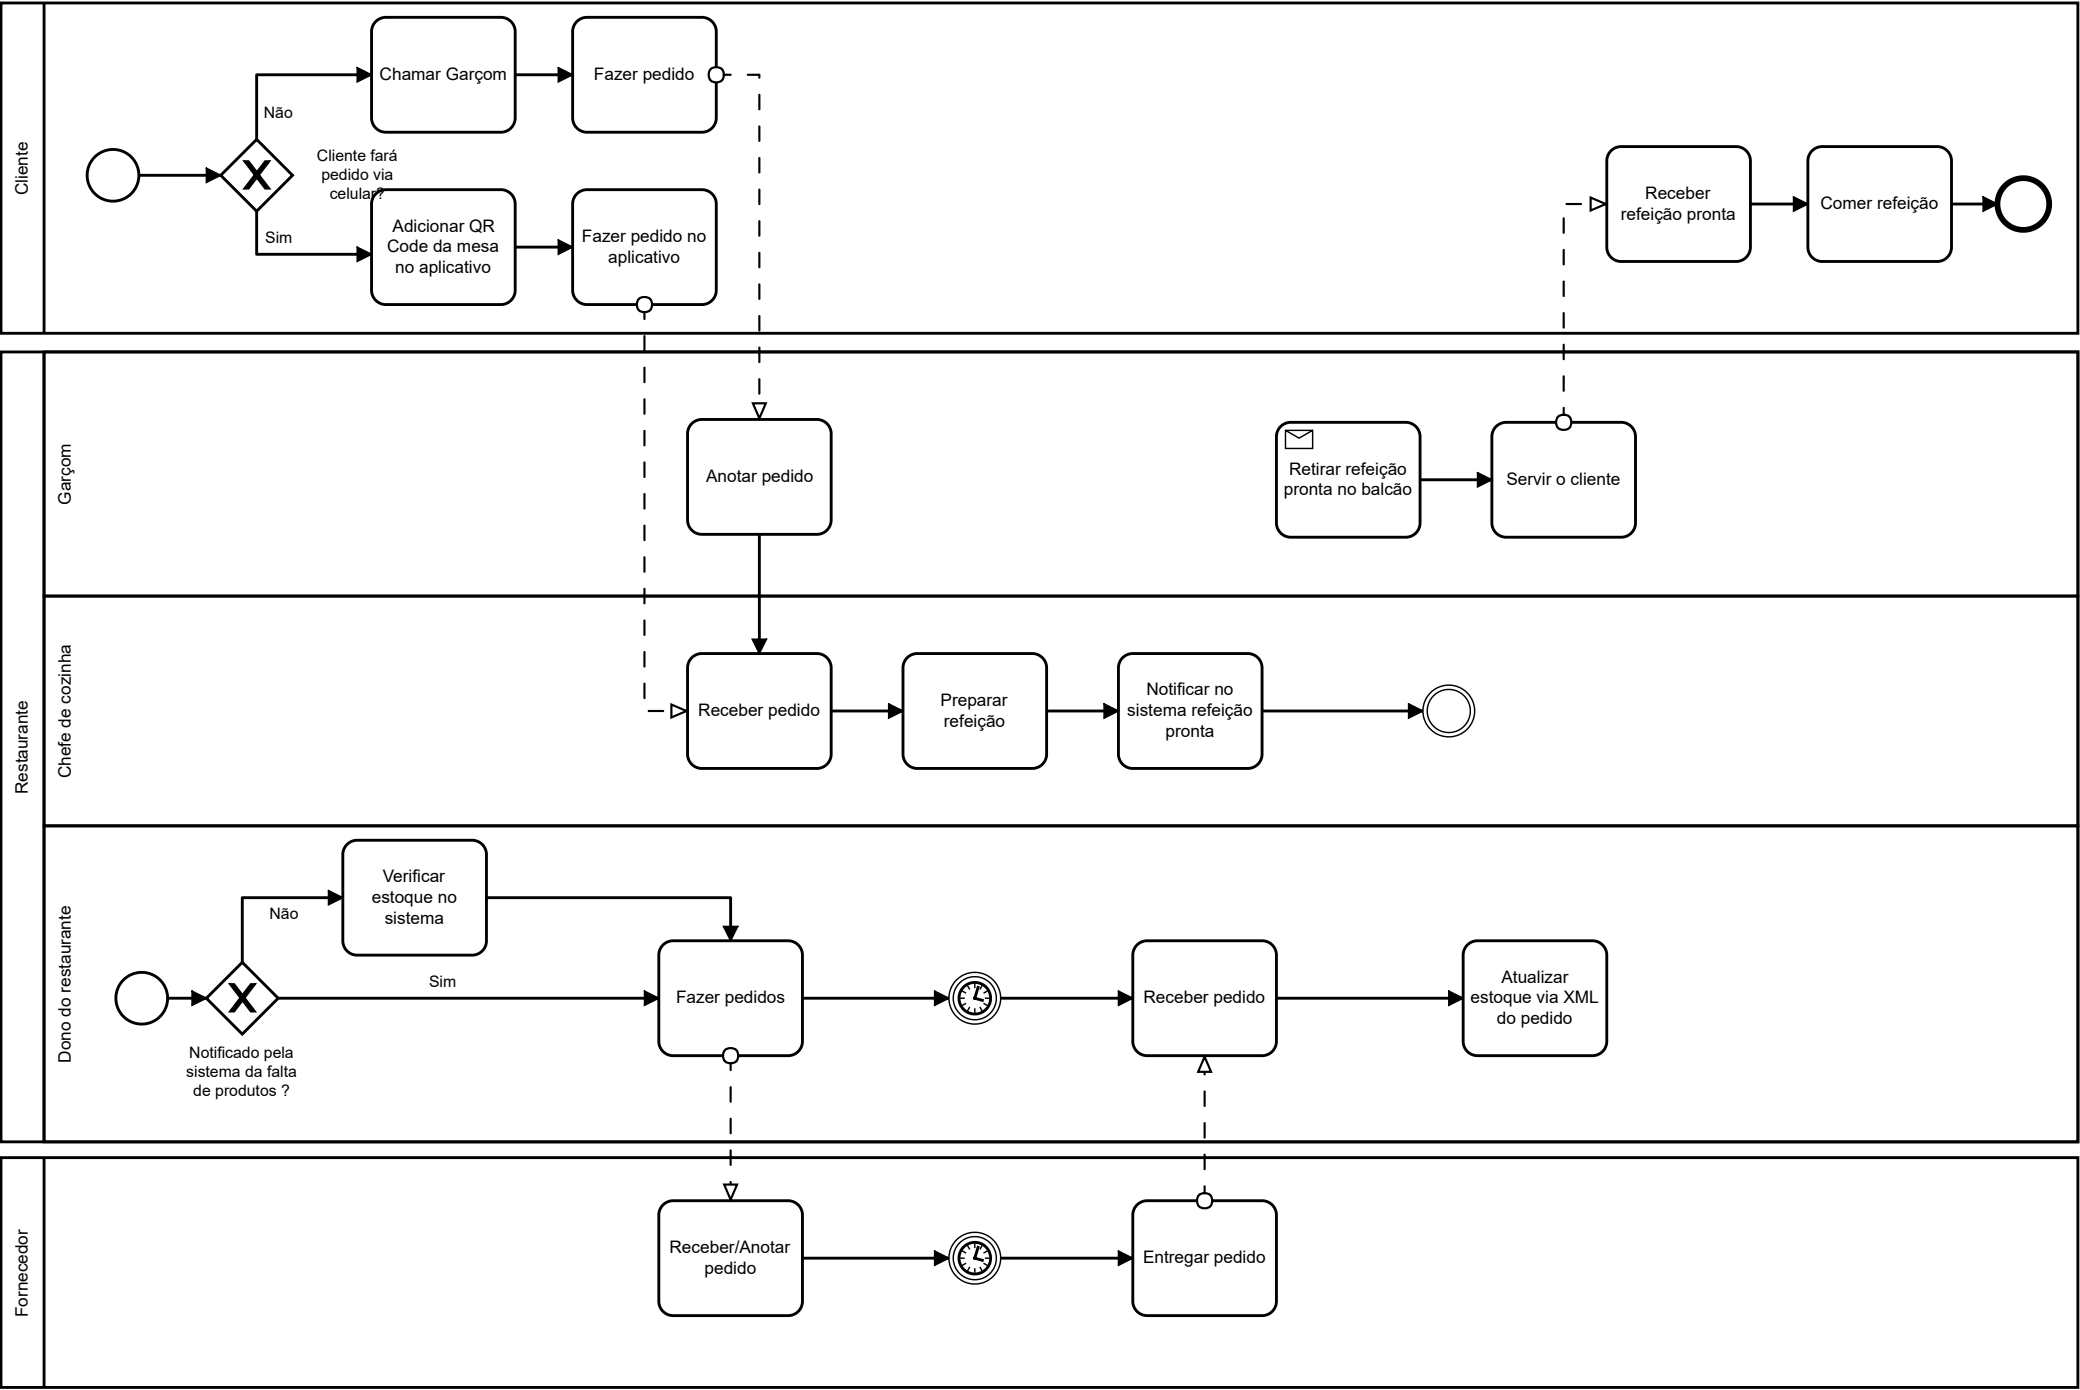 Cliente
Chamar Garçom
Fazer pedido
Não
Cliente fará
pedido via
celular?
Sim
Adicionar QR
Code da mesa
no aplicativo
Fazer pedido no
aplicativo
Receber
refeição pronta
Comer refeição
Restaurante
Garçom
Anotar pedido
Retirar refeição
pronta no balcão
Servir o cliente
Chefe de cozinha
Receber pedido
Preparar
refeição
Notificar no
sistema refeição
pronta
Dono do restaurante
Verificar
estoque no
sistema
Não
Sim
Notificado pela
sistema da falta
de produtos ?
Fazer pedidos
Receber pedido
Atualizar
estoque via XML
do pedido
Fornecedor
Receber/Anotar
pedido
Entregar pedido